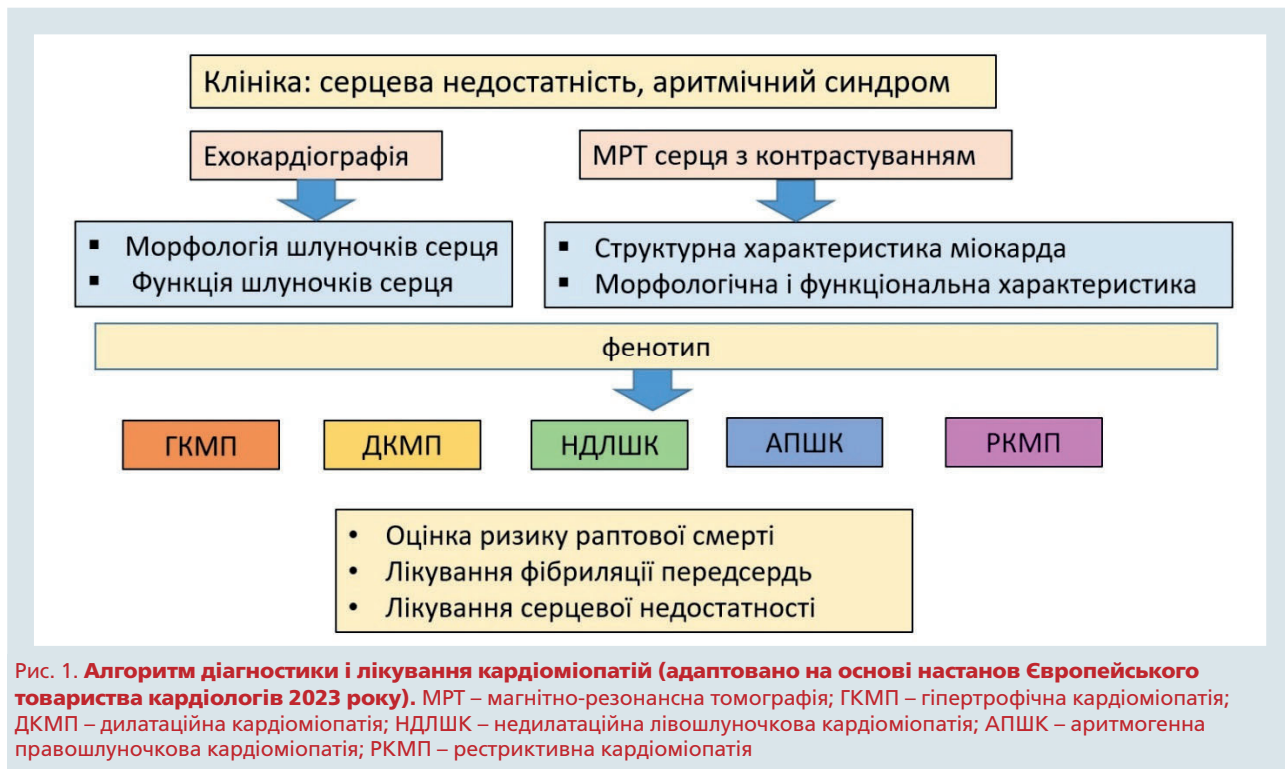 Клініка: серцева недостатність, аритмічний синдром
Ехокардіографія
МРТ серця з контрастуванням
▪ Морфологія шлуночків серця
▪ Функція шлуночків серця
▪ Структурна характеристика міокарда
▪ Морфологічна і функціональна характеристика
фенотип
ГКМП
ДКМП
НДЛШК
АПШК
РКМП
• Оцінка ризику раптової смерті
• Лікування фібриляції передсердь
• Лікування серцевої недостатності
Рис. 1. Алгоритм діагностики і лікування кардіоміопатій (адаптовано на основі настанов Європейського
товариства кардіологів 2023 року). МРТ – магнітно-резонансна томографія; ГКМП – гіпертрофічна кардіоміопатія;
ДКМП – дилатаційна кардіоміопатія; НДЛШК – недилатаційна лівошлуночкова кардіоміопатія; АПШК – аритмогенна
правошлуночкова кардіоміопатія; РКМП – рестриктивна кардіоміопатія